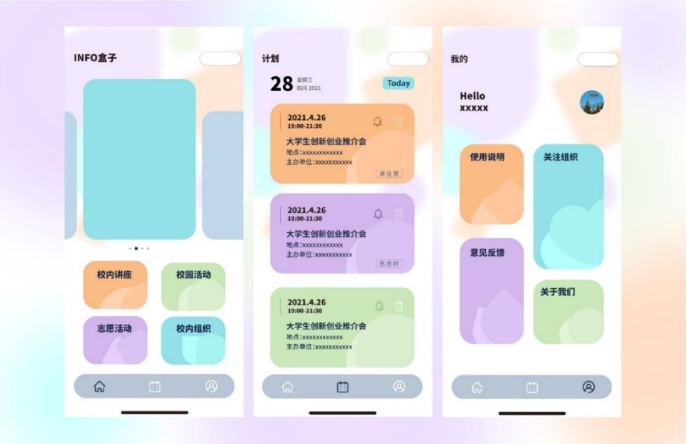 INFO盒子
校内讲座
校园活动
志愿活动
校内组织
计划
28
星期三
四月 2021
Today
2021.4.26
19:00-21:30
大学生创新创业推介会
地点:xxxxxxxxxxxx
主办单位:xxxxxxxxxxx
讲座票
2021.4.26
19:00-21:30
大学生创新创业推介会
地点:xxxxxxxxxxxx
主办单位:xxxxxxxxxxx
志愿时
2021.4.26
19:00-21:30
大学生创新创业推介会
地点:xxxxxxxxxxxx
主办单位:xxxxxxxxxxx
我的
Hello
xxxxx
使用说明
关注组织
意见反馈
关于我们